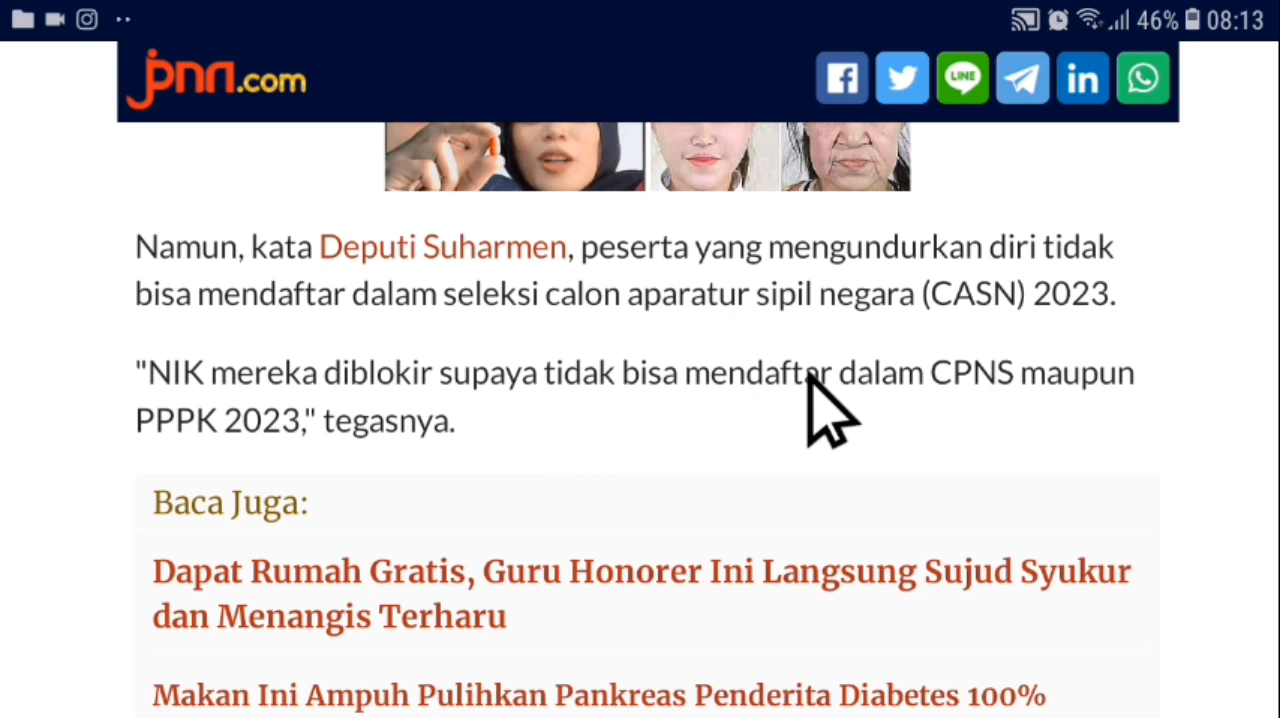 46% 08:13
jpnn.com
LINE
in
Namun, kata Deputi Suharmen, peserta yang mengundurkan diri tidak
bisa mendaftar dalam seleksi calon aparatur sipil negara (CASN) 2023.
"NIK mereka diblokir supaya tidak bisa mendaftar dalam CPNS maupun
PPPK 2023," tegasnya.
Baca Juga:
Dapat Rumah Gratis, Guru Honorer Ini Langsung Sujud Syukur
dan Menangis Terharu
Makan Ini Ampuh Pulihkan Pankreas Penderita Diabetes 100%